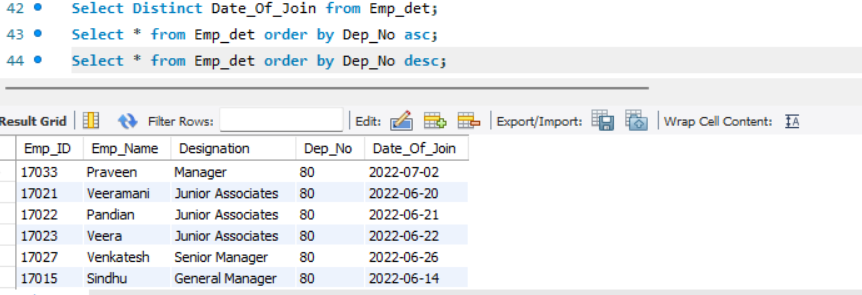 42 Select Distinct Date_Of_Join from Emp_det;
43 Select * from Emp_det order by Dep_No asc;
44 Select * from Emp_det order by Dep_No desc;
Result Grid Filter Rows: Edit: Export/Import: Wrap Cell Content: IA
Emp_ID Emp_Name Designation Dep_No Date_Of_Join
17033 Praveen Manager 80 2022-07-02
17021 Veeramani Junior Associates 80 2022-06-20
17022 Pandian Junior Associates 80 2022-06-21
17023 Veera Junior Associates 80 2022-06-22
17027 Venkatesh Senior Manager 80 2022-06-26
17015 Sindhu General Manager 80 2022-06-14